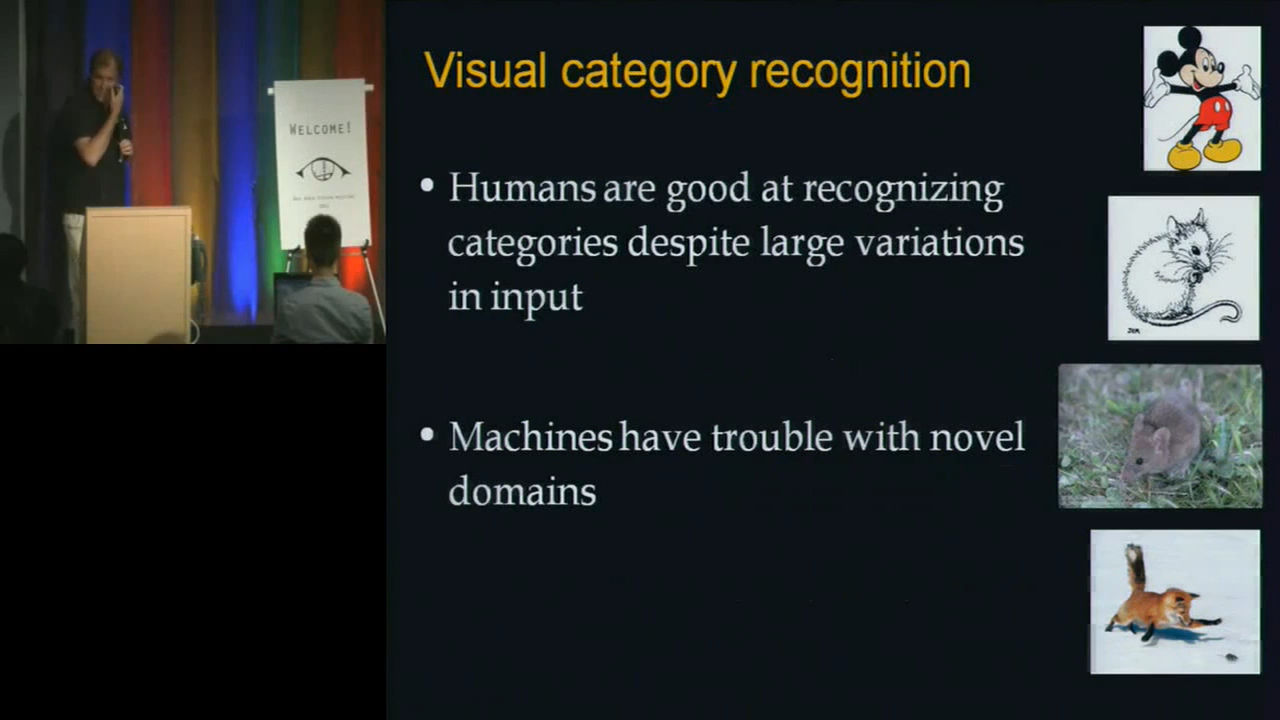 Visual category recognition
WELCOME!
• Humans are good at recognizing
categories despite large variations
in input
• Machines have trouble with novel
domains